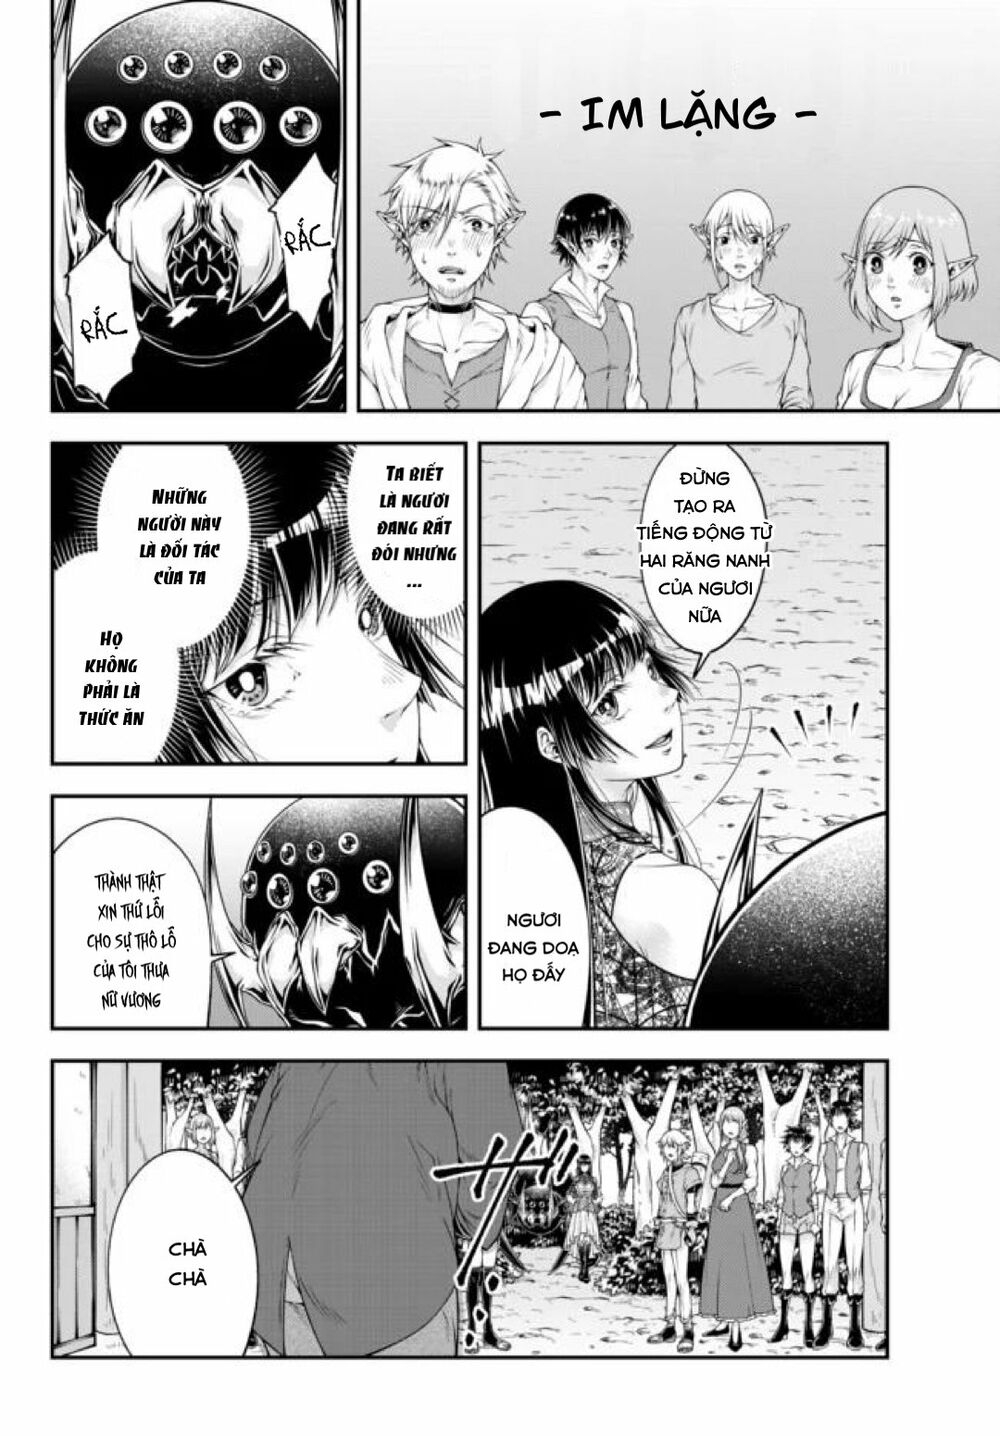 - IM LẶNG -
RẮC
RẮC
ĐỪNG
TẠO RA
TIẾNG ĐỘNG TỪ
HAI RĂNG NANH
CỦA NGƯƠI
NỮA
NGƯƠI
ĐANG DOẠ
HỌ ĐẤY
TA BIẾT
LÀ NGƯƠI
ĐANG RẤT
ĐÓI NHƯNG
...
NHỮNG
NGƯỜI NÀY
LÀ ĐỐI TÁC
CỦA TA
HỌ
KHÔNG
PHẢI LÀ
THỨC ĂN
THÀNH THẬT
XIN THỨ LỖI
CHO SỰ THÔ LỖ
CỦA TÔI THƯA
NỮ VƯƠNG
ザッ
CHÀ
CHÀ